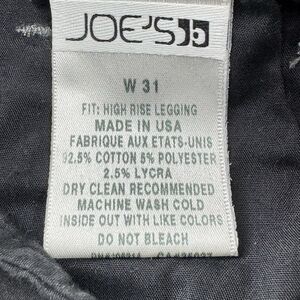 JOE'S
W 31
FIT: HIGH RISE LEGGING
MADE IN USA
FABRIQUE AUX ETATS-UNIS
92.5% COTTON 5% POLYESTER
2.5% LYCRA
DRY CLEAN RECOMMENDED
MACHINE WASH COLD
INSIDE OUT WITH LIKE COLORS
DO NOT BLEACH